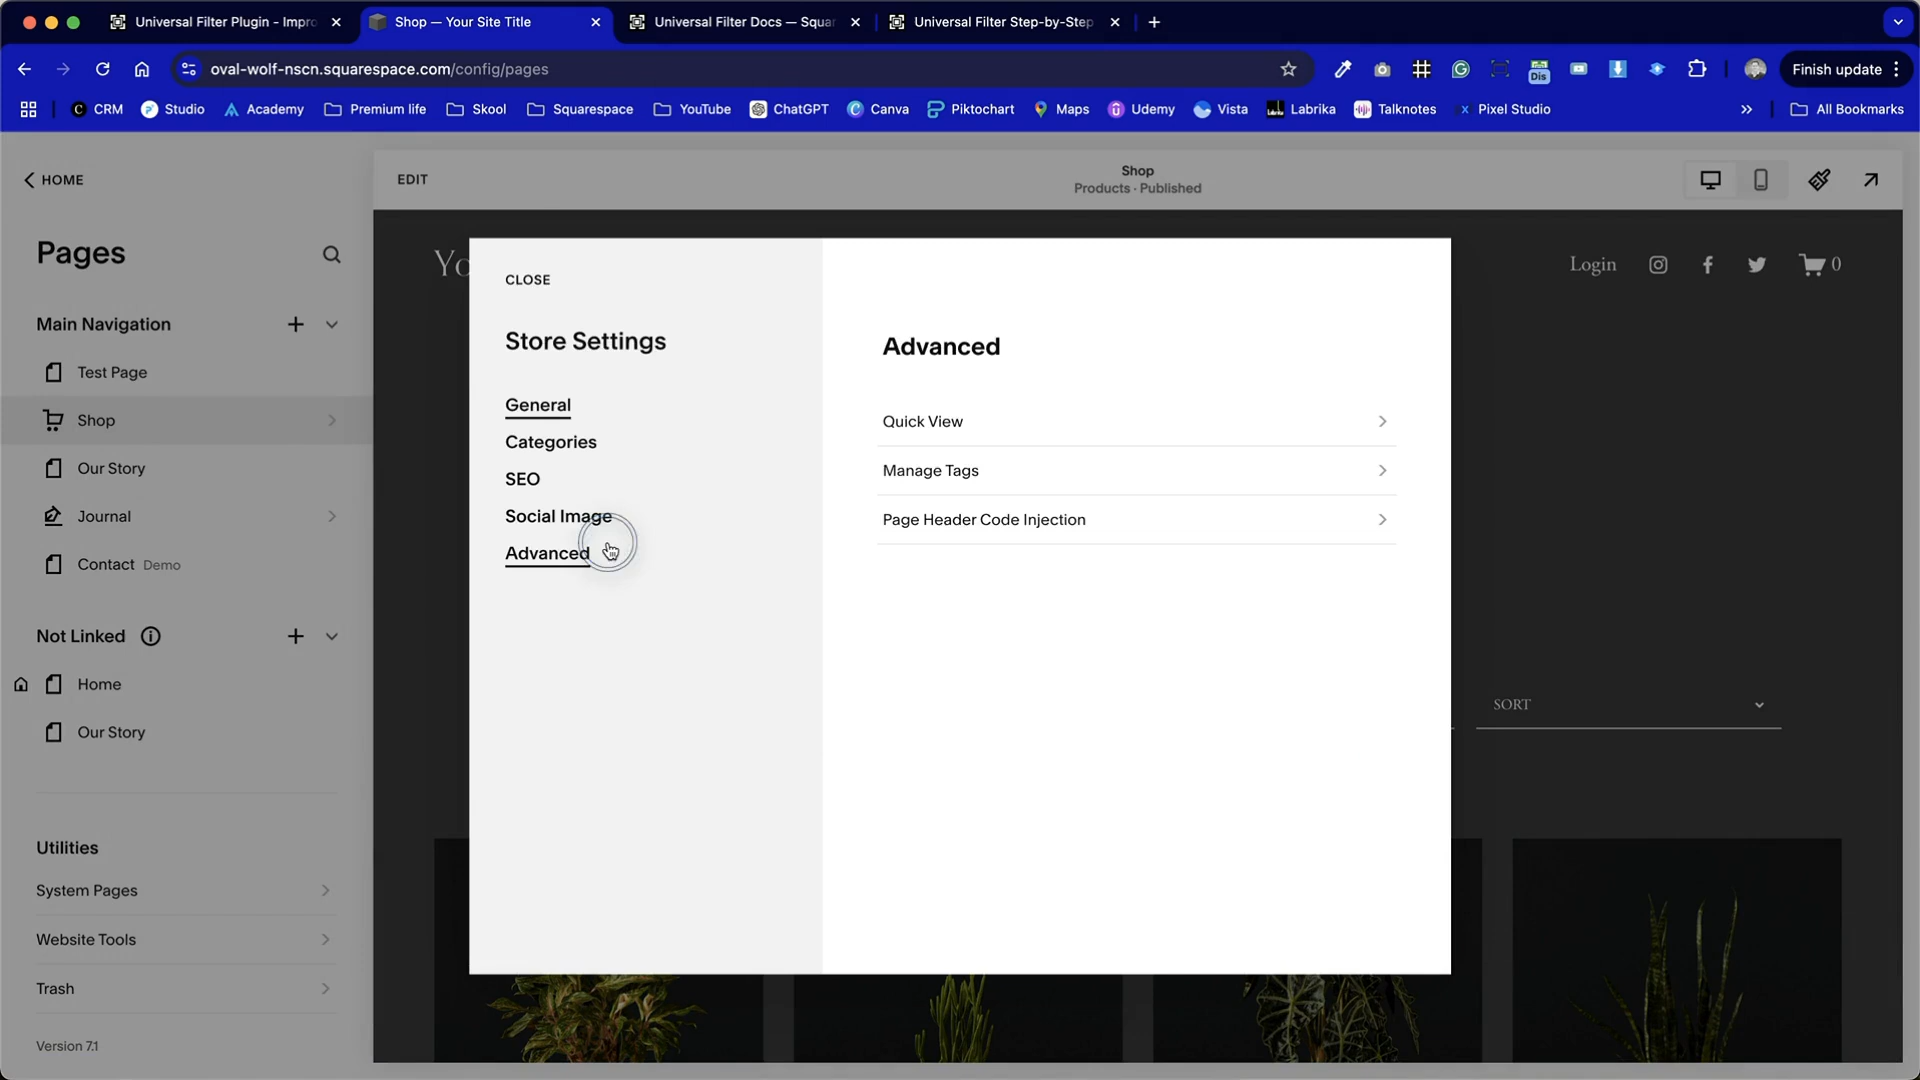 Universal Filter Plugin - Impro
Shop — Your Site Title
Universal Filter Docs — Squar
Universal Filter Step-by-Step
oval-wolf-nscn.squarespace.com/config/pages
Dis
Finish update
CRM
Studio
Academy
Premium life
Skool
Squarespace
YouTube
ChatGPT
Canva
Piktochart
Maps
Udemy
Vista
Labrika
Talknotes
Pixel Studio
All Bookmarks
HOME
EDIT
Shop
Products · Published
Pages
Main Navigation
Test Page
Shop
Our Story
Journal
Contact Demo
Not Linked
Home
Our Story
Utilities
System Pages
Website Tools
Trash
Version 7.1
Yo
Login
0
CLOSE
Store Settings
General
Categories
SEO
Social Image
Advanced
Advanced
Quick View
Manage Tags
Page Header Code Injection
SORT